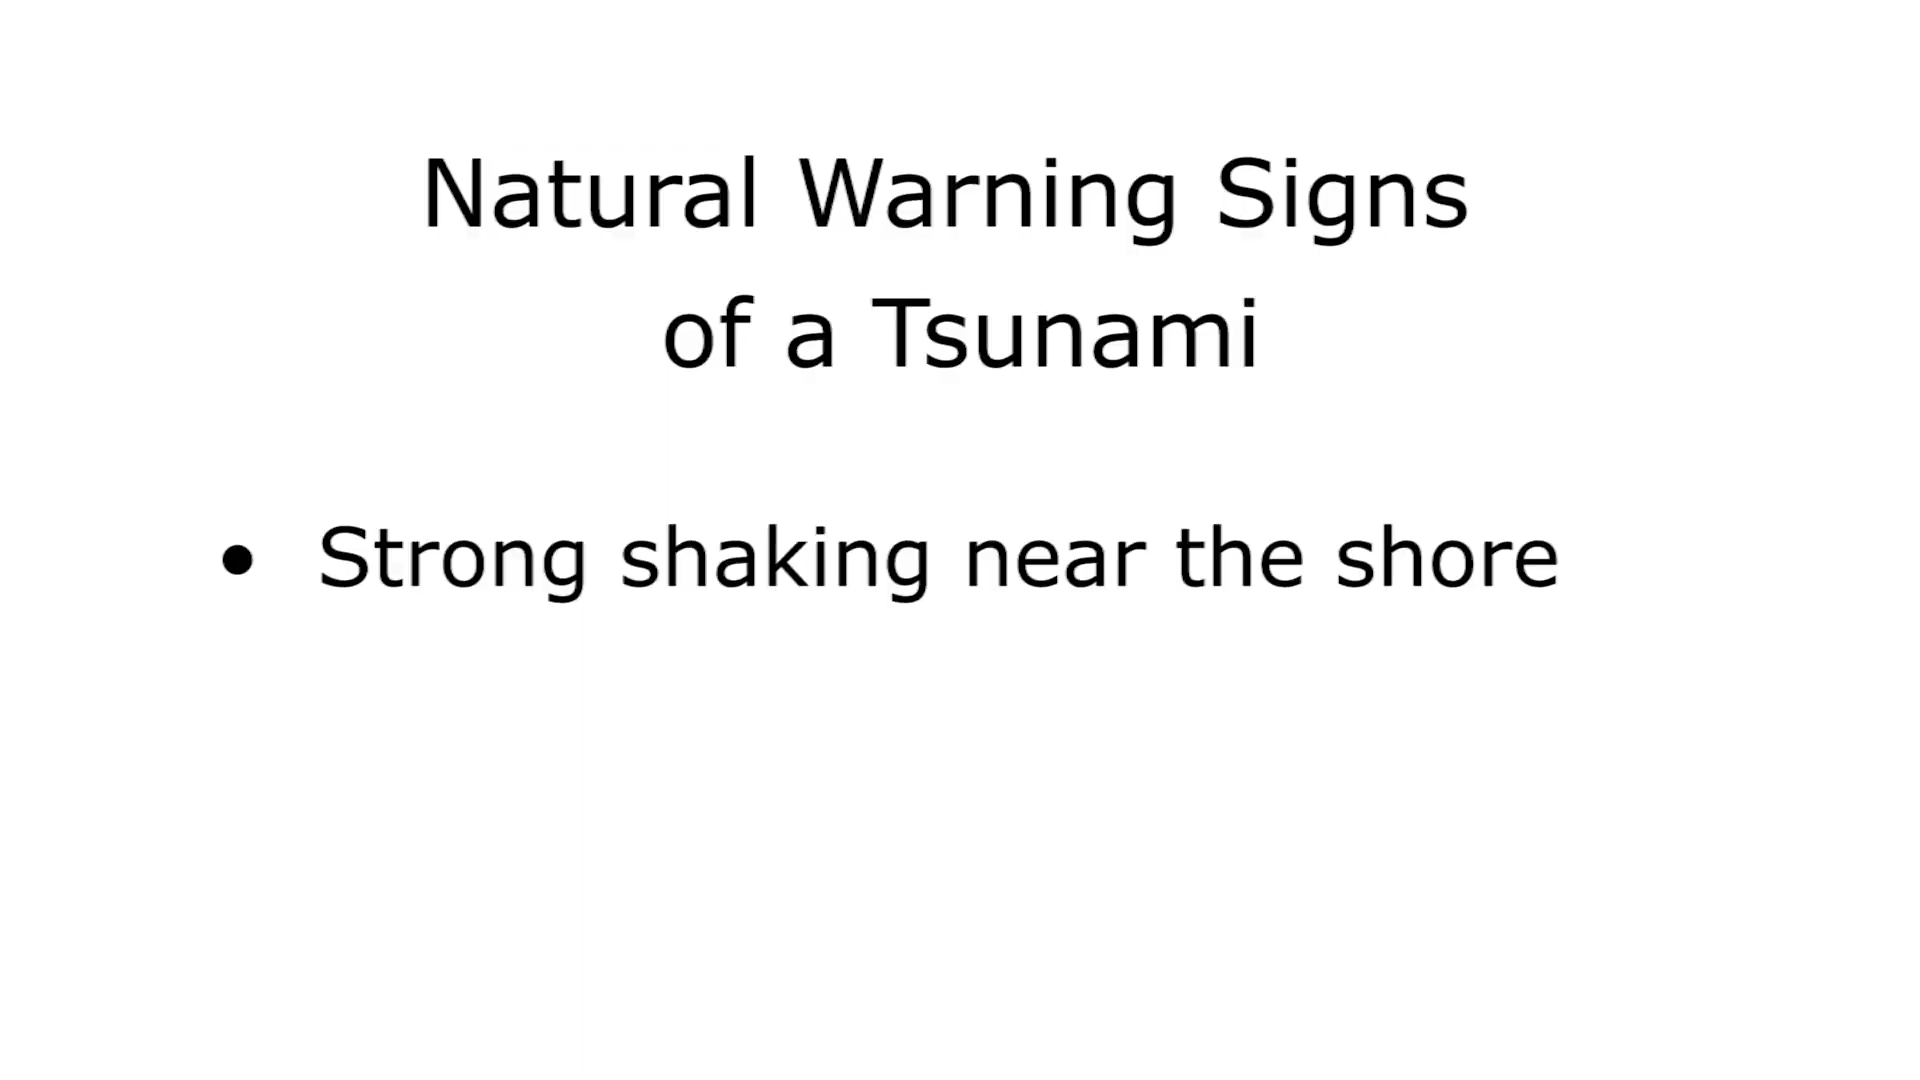 Natural Warning Signs
of a Tsunami
• Strong shaking near the shore